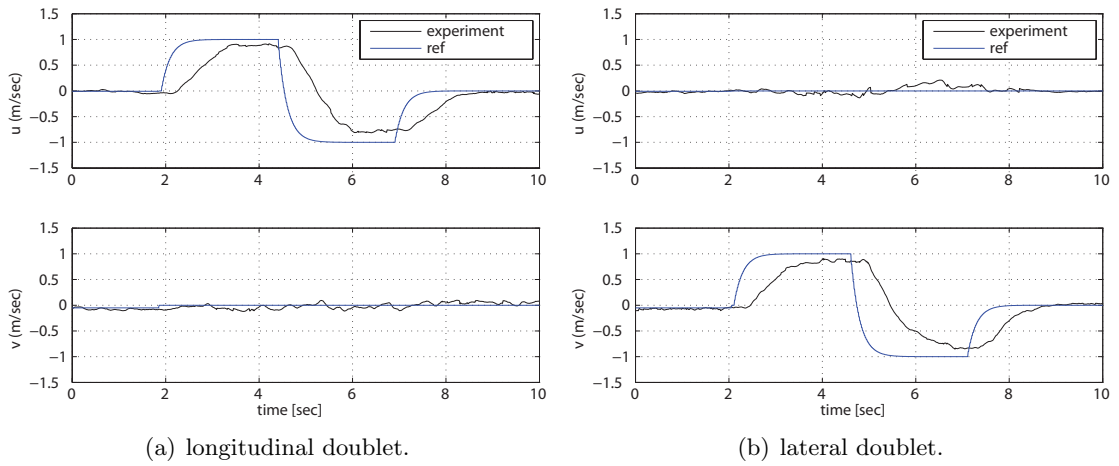 1.5
1
0.5
0
−0.5
−1
−1.5
u (m/sec)
experiment
ref
0 2 4 6 8 10
1.5
1
0.5
0
−0.5
−1
−1.5
v (m/sec)
0 2 4 6 8 10
time [sec]
(a) longitudinal doublet.
1.5
1
0.5
0
−0.5
−1
−1.5
u (m/sec)
experiment
ref
0 2 4 6 8 10
1.5
1
0.5
0
−0.5
−1
−1.5
v (m/sec)
0 2 4 6 8 10
time [sec]
(b) lateral doublet.